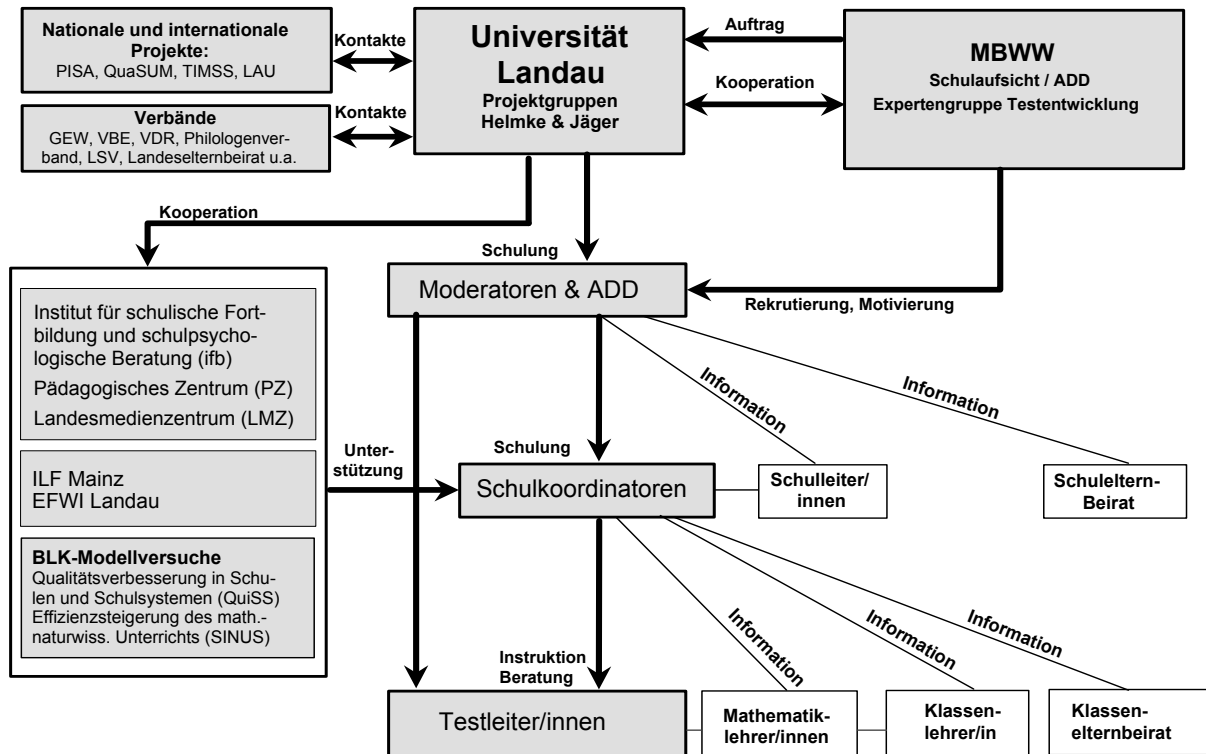 Nationale und internationale
Projekte:
PISA, QuaSUM, TIMSS, LAU
Kontakte
Universität
Landau
Projektgruppen
Helmke & Jäger
Auftrag
Kooperation
MBWW
Schulaufsicht / ADD
Expertengruppe Testentwicklung
Verbände
GEW, VBE, VDR, Philologenver-
band, LSV, Landeselternbeirat u.a.
Kontakte
Kooperation
Schulung
Moderatoren & ADD
Rekrutierung, Motivierung
Institut für schulische Fort-
bildung und schulpsycho-
logische Beratung (ifb)
Pädagogisches Zentrum (PZ)
Landesmedienzentrum (LMZ)
ILF Mainz
EFWI Landau
BLK-Modellversuche
Qualitätsverbesserung in Schu-
len und Schulsystemen (QuiSS)
Effizienzsteigerung des math.-
naturwiss. Unterrichts (SINUS)
Unter-
stützung
Information
Information
Schulung
Schulkoordinatoren
Schulleiter/
innen
Schuleltern-
Beirat
Information
Information
Information
Instruktion
Beratung
Testleiter/innen
Mathematik-
lehrer/innen
Klassen-
lehrer/in
Klassen-
elternbeirat